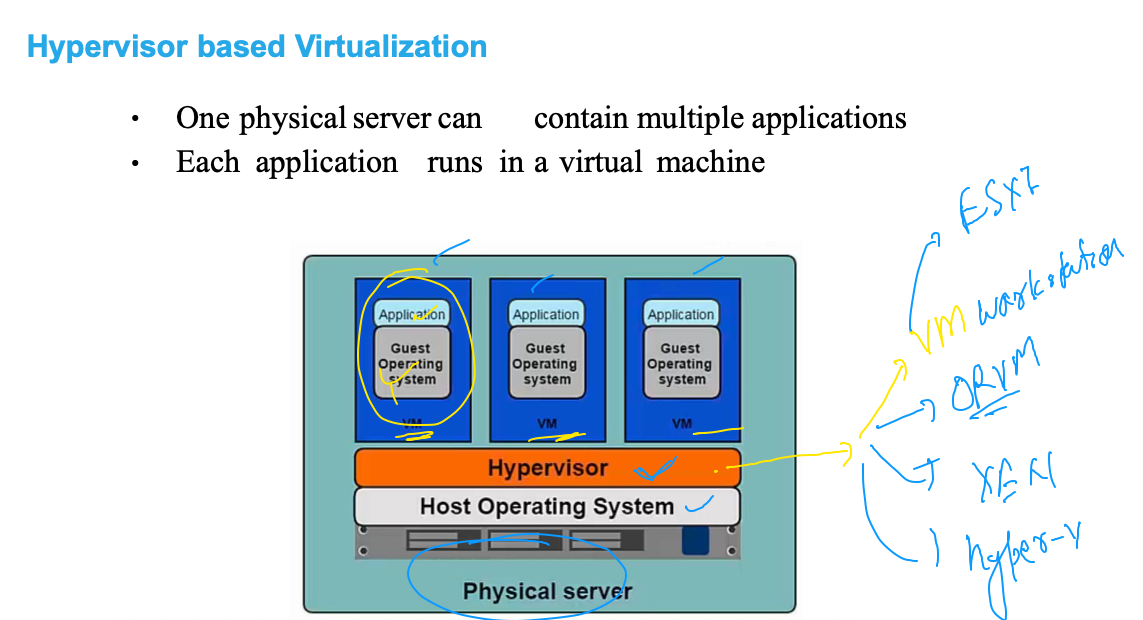 Hypervisor based Virtualization
• One physical server can contain multiple applications
• Each application runs in a virtual machine
Application
Guest
Operating
system
VM
Application
Guest
Operating
system
VM
Application
Guest
Operating
system
VM
Hypervisor
Host Operating System
Physical server
ESXI
VM workstation
ORVM
XEN
hyper-V